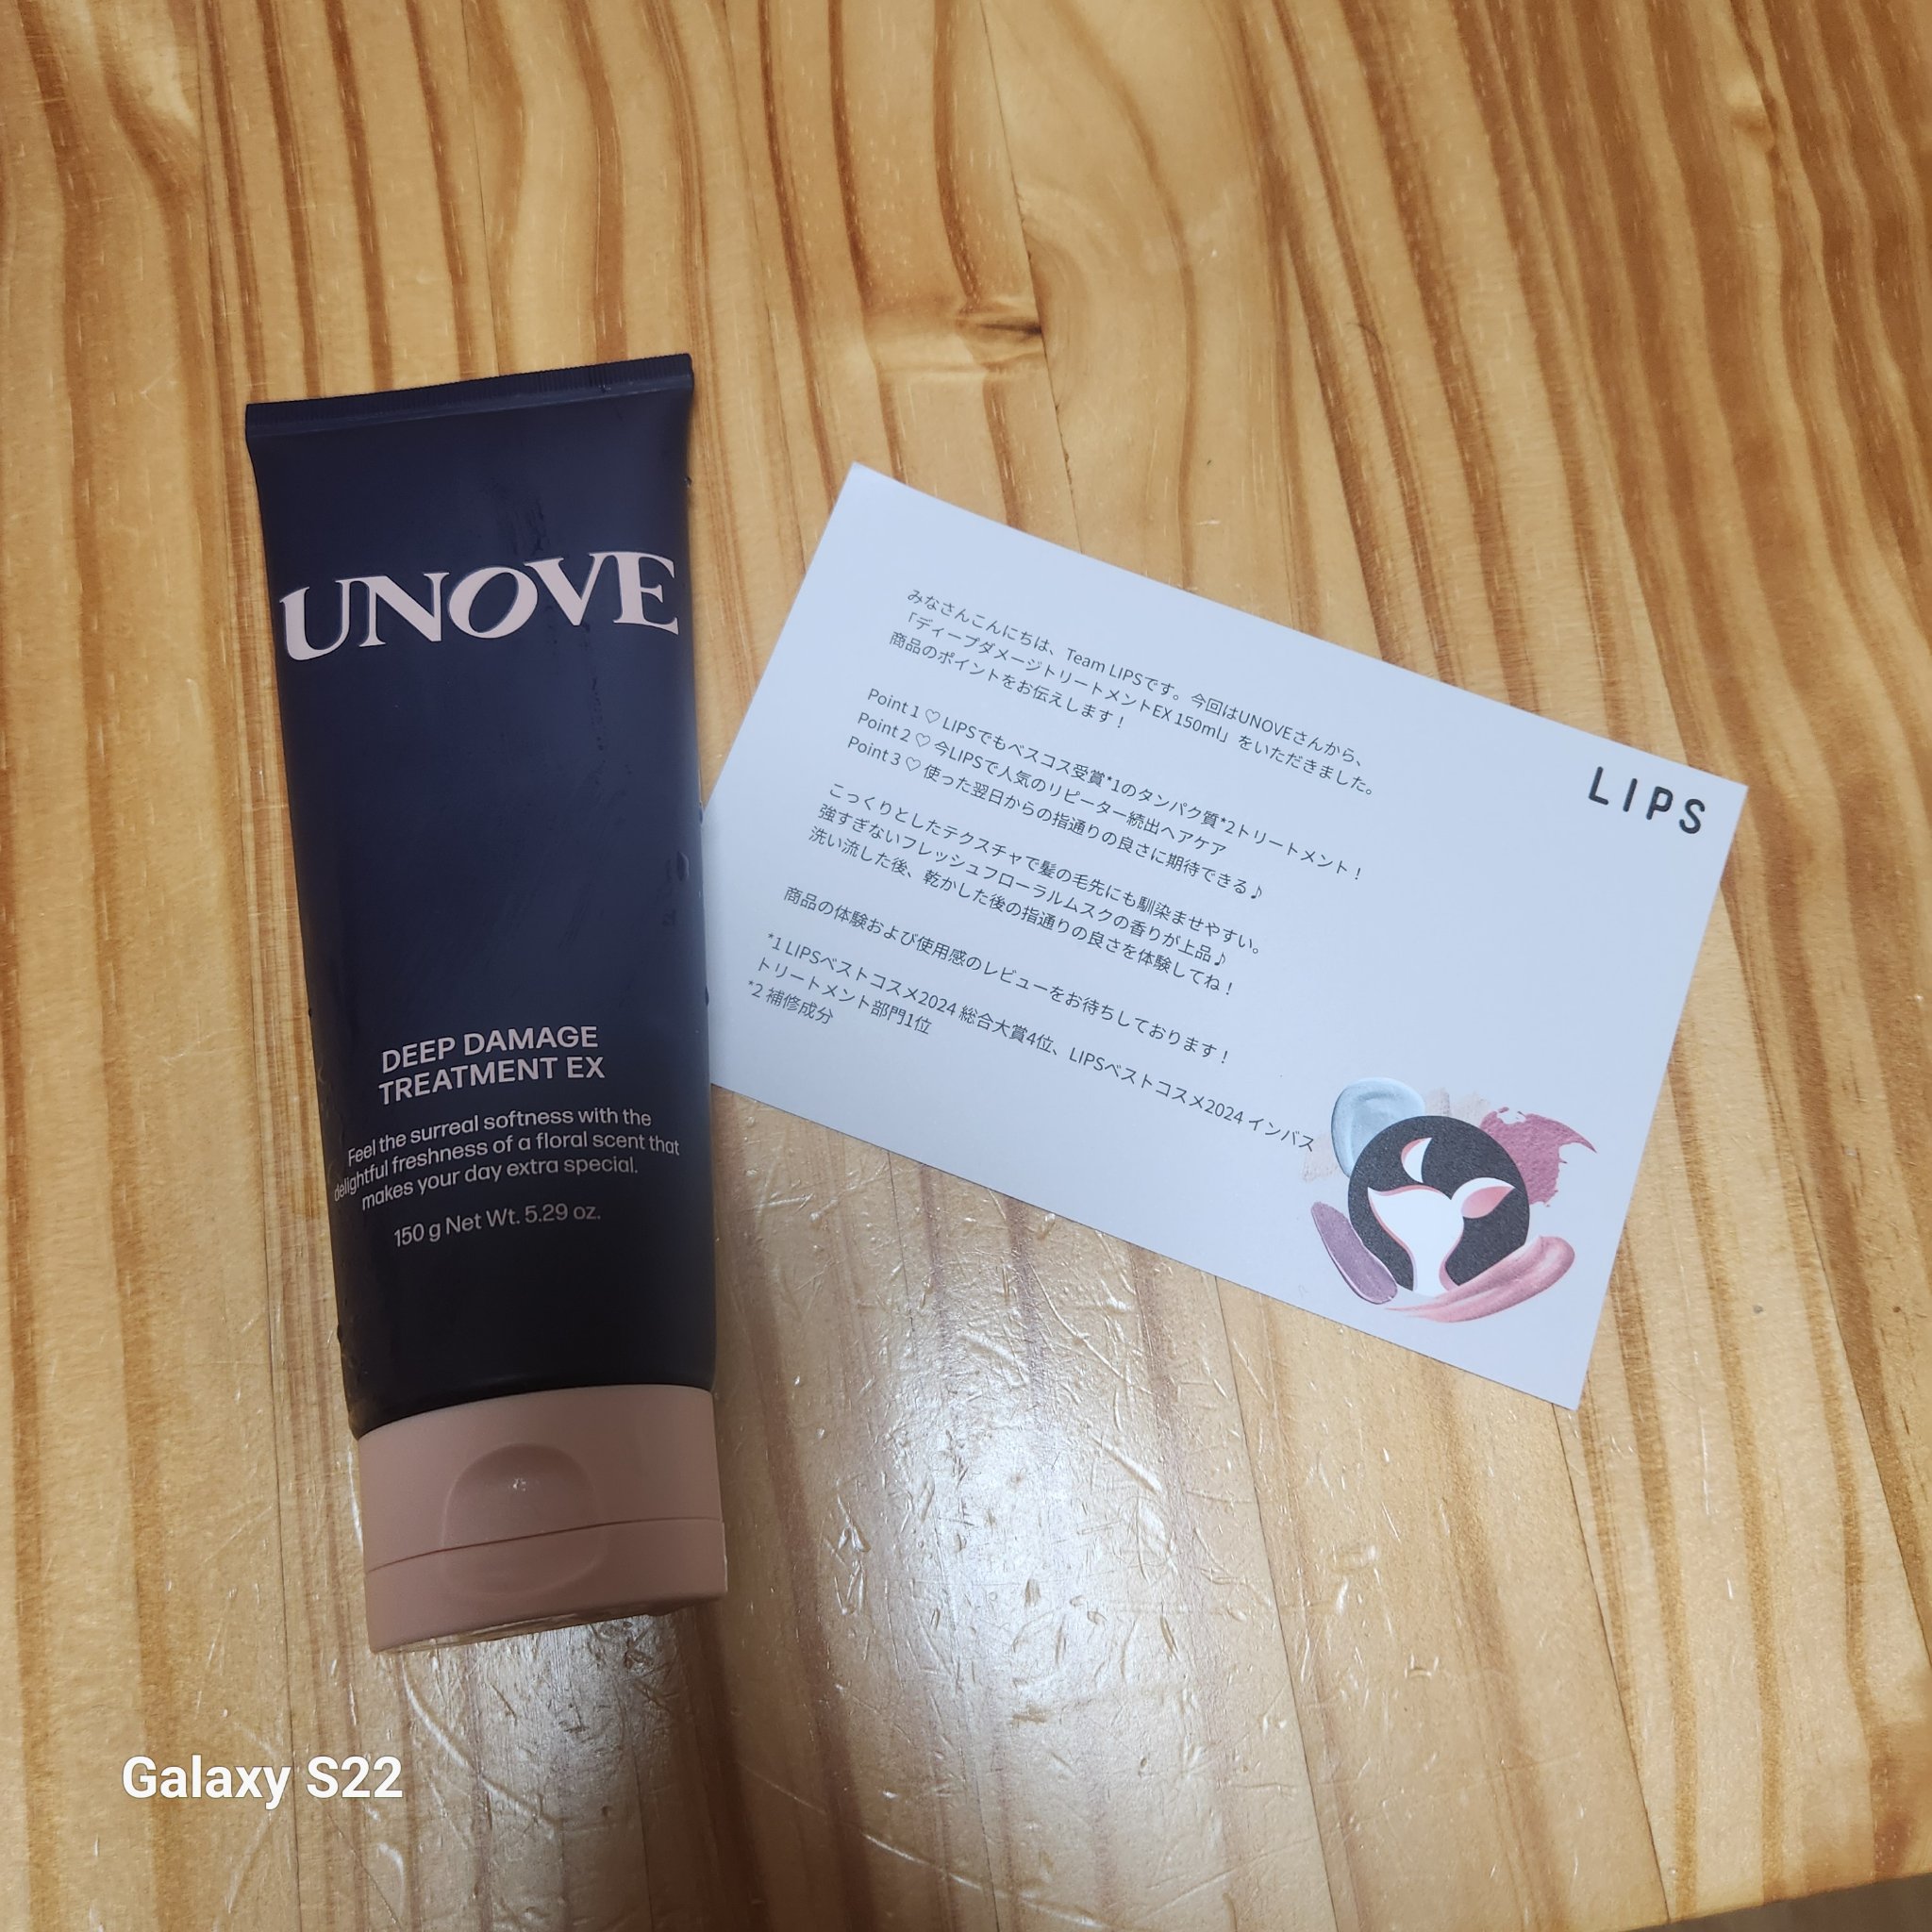 UNOVE
DEEP DAMAGE
TREATMENT EX
Feel the surreal softness with the
delightful freshness of a floral scent that
makes your day extra special.
150 g Net Wt. 5.29 oz.
LIPS
みなさんこんにちは、Team LIPSです。今回はUNOVEさんから、
「ディープダメージトリートメントEX 150ml」をいただきました。
商品のポイントをお伝えします！
Point 1 ♡ LIPSでもベスコス受賞*1のタンパク質*2トリートメント！
Point 2 ♡ 今LIPSで人気のリピーター続出ヘアケア
Point 3 ♡ 使った翌日からの指通りの良さに期待できる♪
こっくりとしたテクスチャで髪の毛先にも馴染ませやすい。
強すぎないフレッシュフローラルムスクの香りが上品♪
洗い流した後、乾かした後の指通りの良さを体験してね！
商品の体験および使用感のレビューをお待ちしております！
*1 LIPSベストコスメ2024 総合大賞4位、LIPSベストコスメ2024 インバス
トリートメント部門1位
*2 補修成分
Galaxy S22